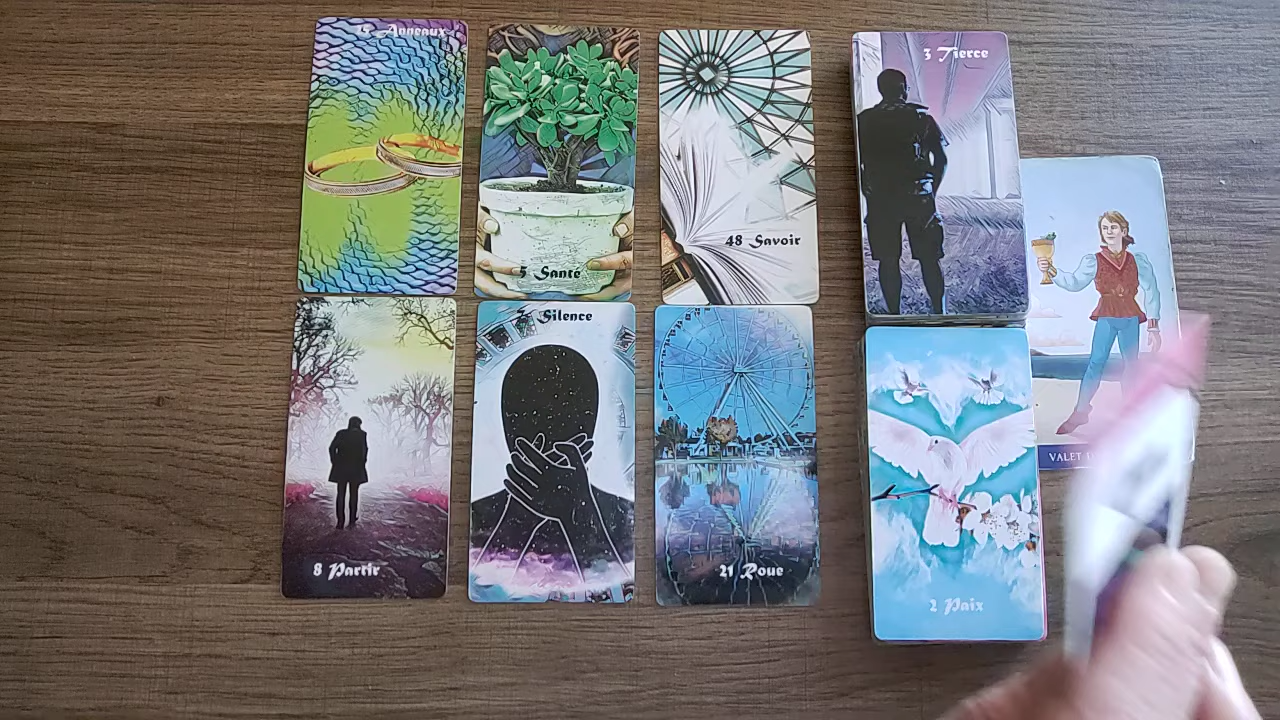 Anneaux
5 Santé
48 Savoir
3 Tierce
8 Partir
Silence
21 Roue
2 Paix
VALET